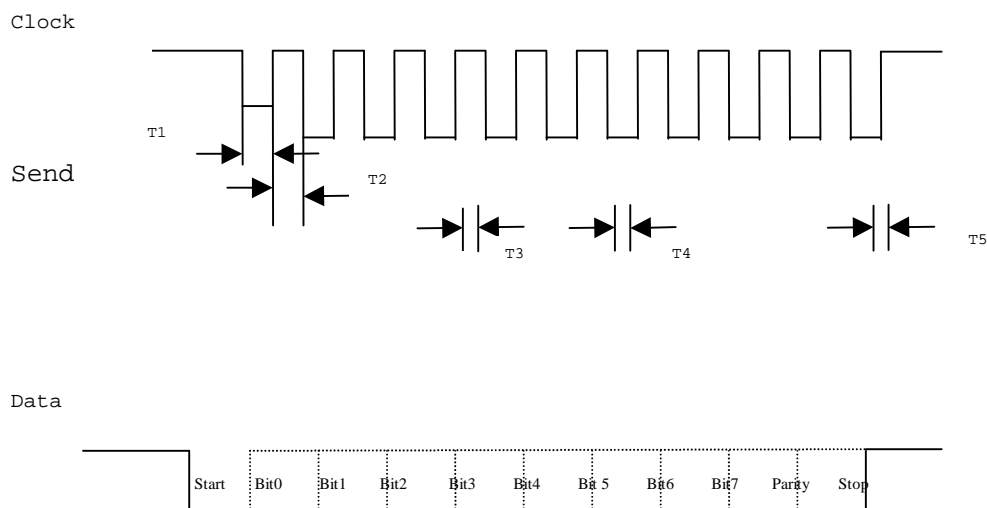 Clock
T1
Send
T2
T3
T4
T5
Data
Start Bit0 Bit1 Bit2 Bit3 Bit4 Bit 5 Bit6 Bit7 Parity Stop